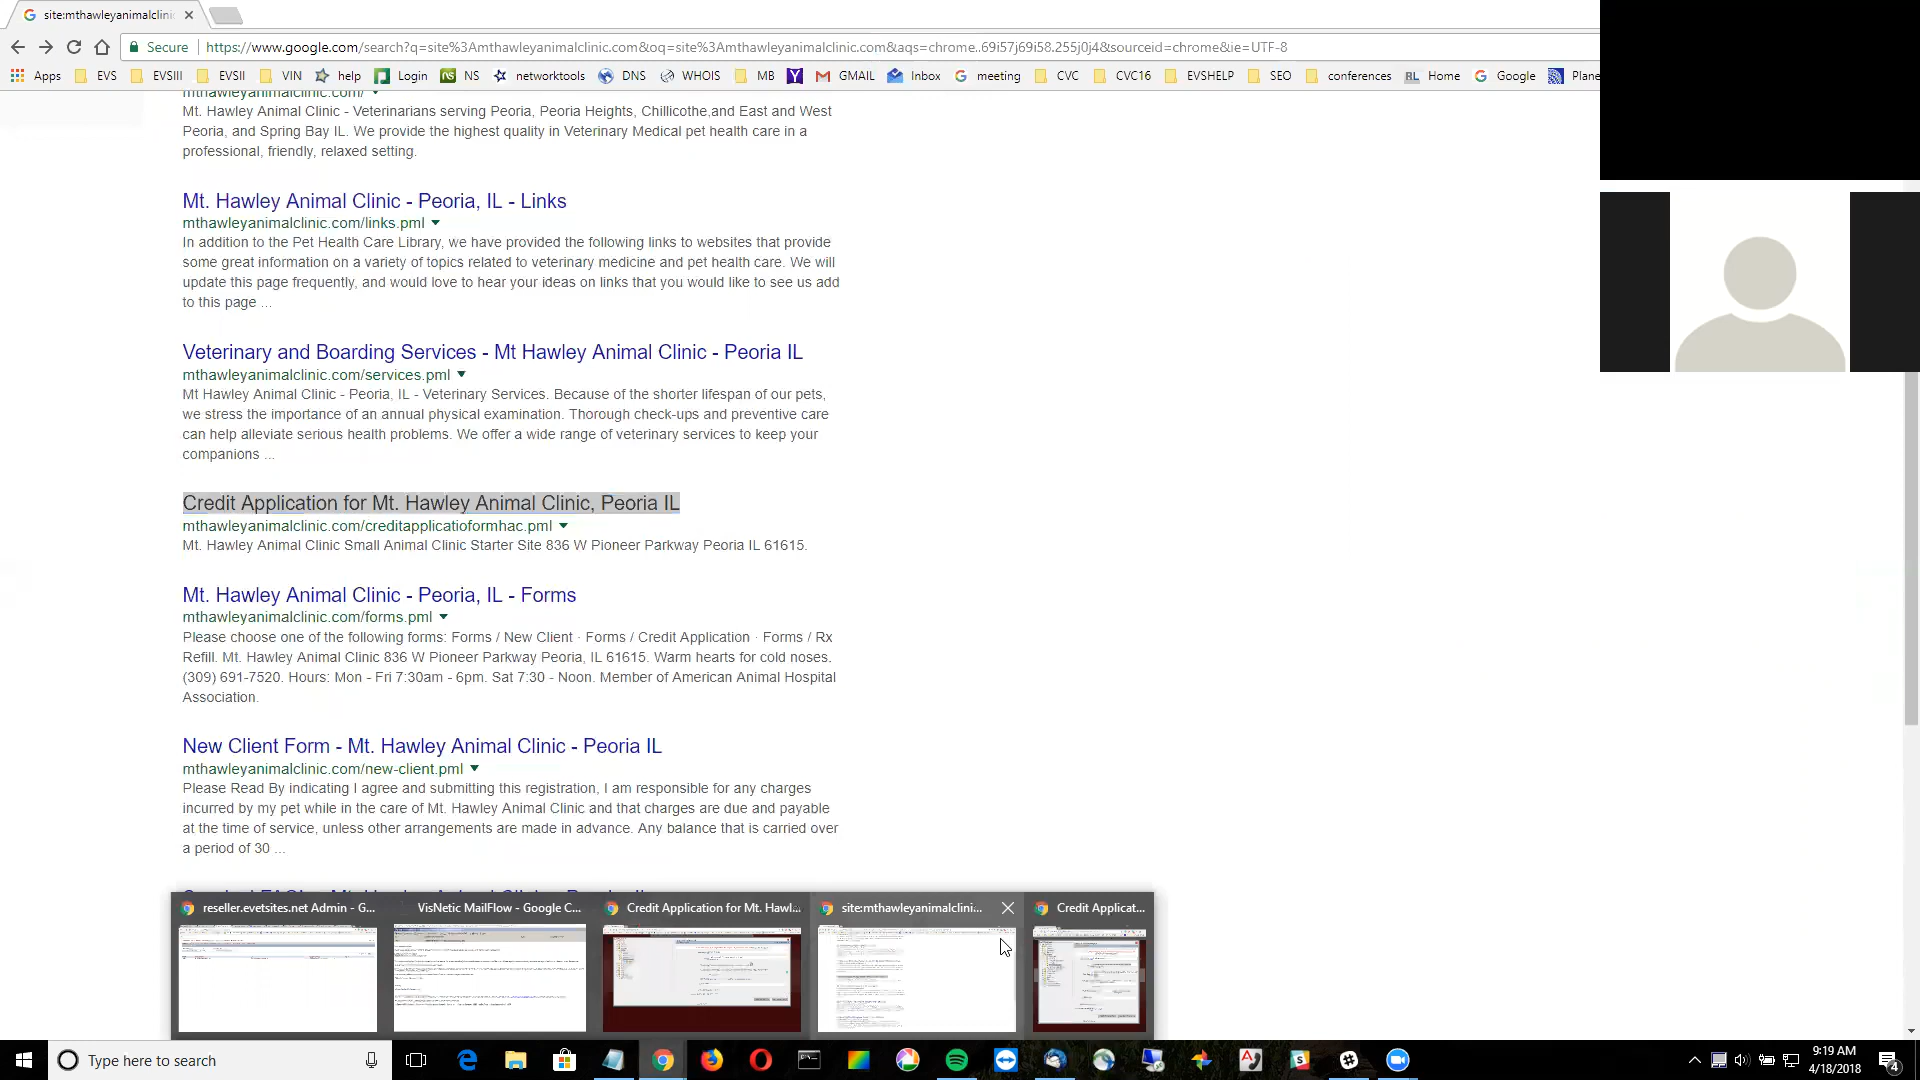 site:mthawleyanimalclinic
Secure https://www.google.com/search?q=site%3Amthawleyanimalclinic.com&oq=site%3Amthawleyanimalclinic.com&aqs=chrome..69i57j69i58.255j0j4&sourceid=chrome&ie=UTF-8
Apps EVS EVSIII EVSII VIN help Login NS networktools DNS WHOIS MB GMAIL Inbox meeting CVC CVC16 EVSHELP SEO conferences RL Home Google Plane
mthawleyanimalclinic.com/
Mt. Hawley Animal Clinic - Veterinarians serving Peoria, Peoria Heights, Chillicothe,and East and West
Peoria, and Spring Bay IL. We provide the highest quality in Veterinary Medical pet health care in a
professional, friendly, relaxed setting.
Mt. Hawley Animal Clinic - Peoria, IL - Links
mthawleyanimalclinic.com/links.pml
In addition to the Pet Health Care Library, we have provided the following links to websites that provide
some great information on a variety of topics related to veterinary medicine and pet health care. We will
update this page frequently, and would love to hear your ideas on links that you would like to see us add
to this page ...
Veterinary and Boarding Services - Mt Hawley Animal Clinic - Peoria IL
mthawleyanimalclinic.com/services.pml
Mt Hawley Animal Clinic - Peoria, IL - Veterinary Services. Because of the shorter lifespan of our pets,
we stress the importance of an annual physical examination. Thorough check-ups and preventive care
can help alleviate serious health problems. We offer a wide range of veterinary services to keep your
companions ...
Credit Application for Mt. Hawley Animal Clinic, Peoria IL
mthawleyanimalclinic.com/creditapplicatioformhac.pml
Mt. Hawley Animal Clinic Small Animal Clinic Starter Site 836 W Pioneer Parkway Peoria IL 61615.
Mt. Hawley Animal Clinic - Peoria, IL - Forms
mthawleyanimalclinic.com/forms.pml
Please choose one of the following forms: Forms / New Client · Forms / Credit Application · Forms / Rx
Refill. Mt. Hawley Animal Clinic 836 W Pioneer Parkway Peoria, IL 61615. Warm hearts for cold noses.
(309) 691-7520. Hours: Mon - Fri 7:30am - 6pm. Sat 7:30 - Noon. Member of American Animal Hospital
Association.
New Client Form - Mt. Hawley Animal Clinic - Peoria IL
mthawleyanimalclinic.com/new-client.pml
Please Read By indicating I agree and submitting this registration, I am responsible for any charges
incurred by my pet while in the care of Mt. Hawley Animal Clinic and that charges are due and payable
at the time of service, unless other arrangements are made in advance. Any balance that is carried over
a period of 30 ...
reseller.evetsites.net Admin - G... VisNetic MailFlow - Google C... Credit Application for Mt. Hawl... site:mthawleyanimalclini... Credit Applicat...
Type here to search
9:19 AM
4/18/2018
4